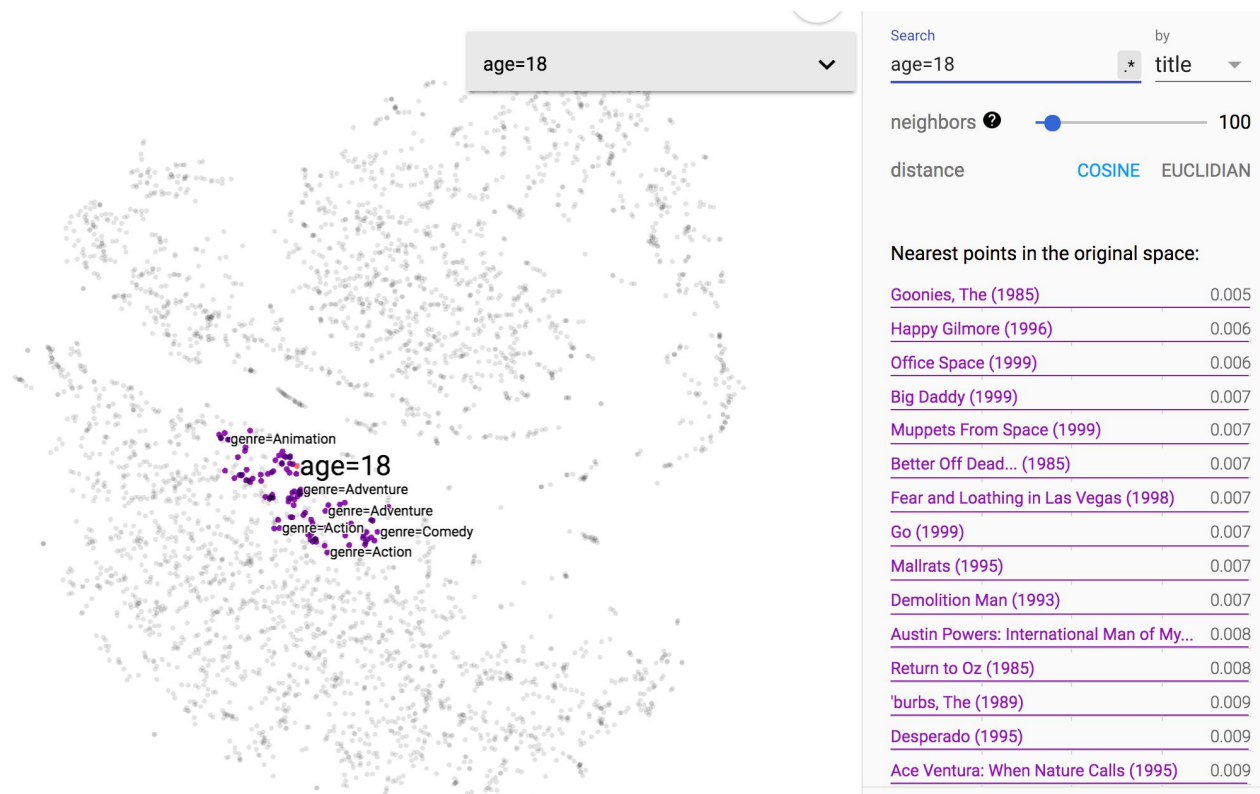 age=18
genre=Animation
age=18
genre=Adventure
genre=Adventure
genre=Action
genre=Comedy
genre=Action
Search
by
age=18
.*
title
neighbors ?
100
distance
COSINE
EUCLIDIAN
Nearest points in the original space:
Goonies, The (1985) 0.005
Happy Gilmore (1996) 0.006
Office Space (1999) 0.006
Big Daddy (1999) 0.007
Muppets From Space (1999) 0.007
Better Off Dead... (1985) 0.007
Fear and Loathing in Las Vegas (1998) 0.007
Go (1999) 0.007
Mallrats (1995) 0.007
Demolition Man (1993) 0.007
Austin Powers: International Man of My... 0.008
Return to Oz (1985) 0.008
'burbs, The (1989) 0.009
Desperado (1995) 0.009
Ace Ventura: When Nature Calls (1995) 0.009